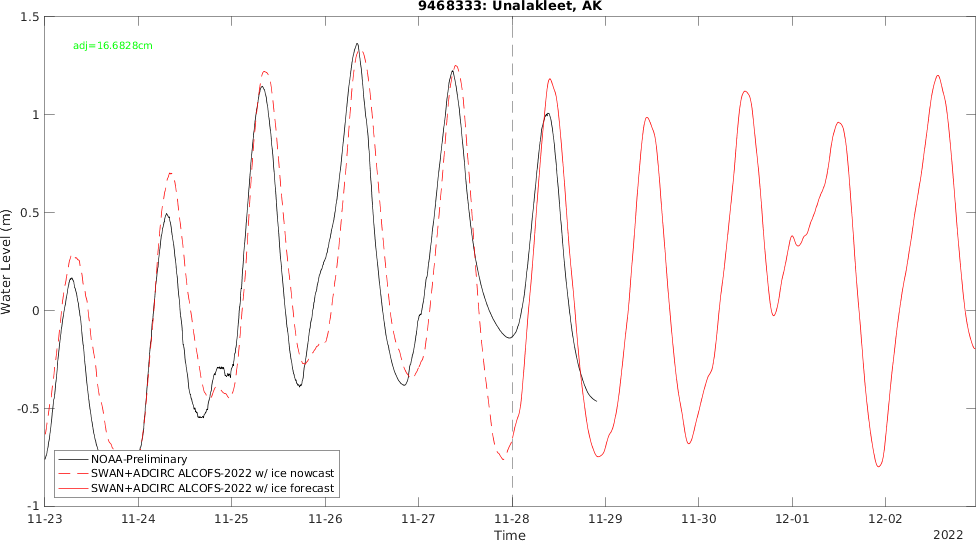 9468333: Unalakleet, AK
1.5
adj=16.6828cm
1
0.5
Water Level (m)
0
-0.5
NOAA-Preliminary
SWAN+ADCIRC ALCOFS-2022 w/ ice nowcast
SWAN+ADCIRC ALCOFS-2022 w/ ice forecast
-1
11-23 11-24 11-25 11-26 11-27 11-28 11-29 11-30 12-01 12-02
Time
2022